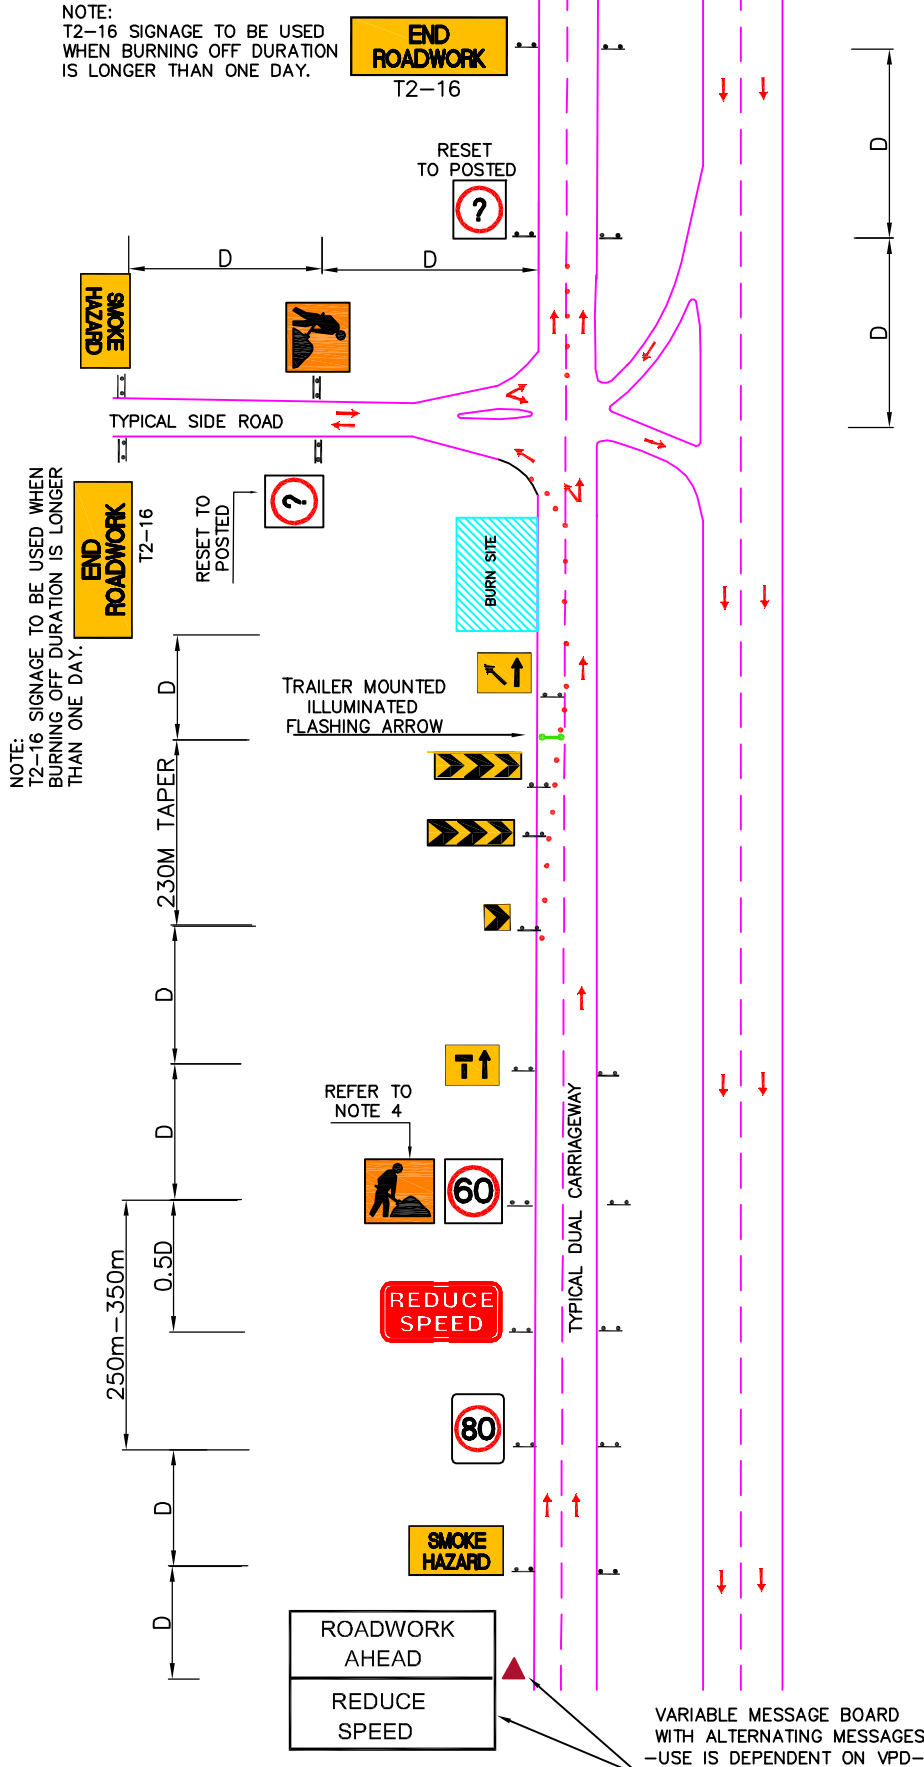 NOTE:
T2-16 SIGNAGE TO BE USED
WHEN BURNING OFF DURATION
IS LONGER THAN ONE DAY.
END
ROADWORK
T2-16
RESET
TO POSTED
?
D
D
D
D
SMOKE
HAZARD
TYPICAL SIDE ROAD
RESET TO
POSTED
?
END
ROADWORK
T2-16
NOTE:
T2-16 SIGNAGE TO BE USED WHEN
BURNING OFF DURATION IS LONGER
THAN ONE DAY.
BURN SITE
D
TRAILER MOUNTED
ILLUMINATED
FLASHING ARROW
230M TAPER
D
D
REFER TO
NOTE 4
60
TYPICAL DUAL CARRIAGEWAY
0.5D
250m-350m
REDUCE
SPEED
80
D
SMOKE
HAZARD
D
ROADWORK
AHEAD
REDUCE
SPEED
VARIABLE MESSAGE BOARD
WITH ALTERNATING MESSAGES
-USE IS DEPENDENT ON VPD-